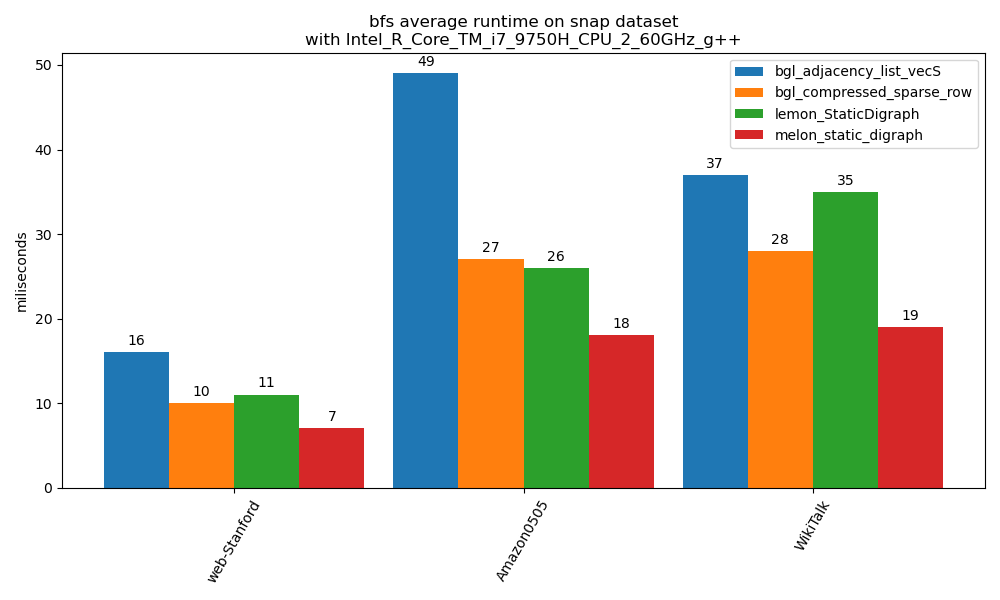 bfs average runtime on snap dataset
with Intel_R_Core_TM_i7_9750H_CPU_2_60GHz_g++
bgl_adjacency_list_vecS
bgl_compressed_sparse_row
lemon_StaticDigraph
melon_static_digraph
miliseconds
50
40
30
20
10
0
16
10
11
7
49
27
26
18
37
28
35
19
web-Stanford
Amazon0505
WikiTalk